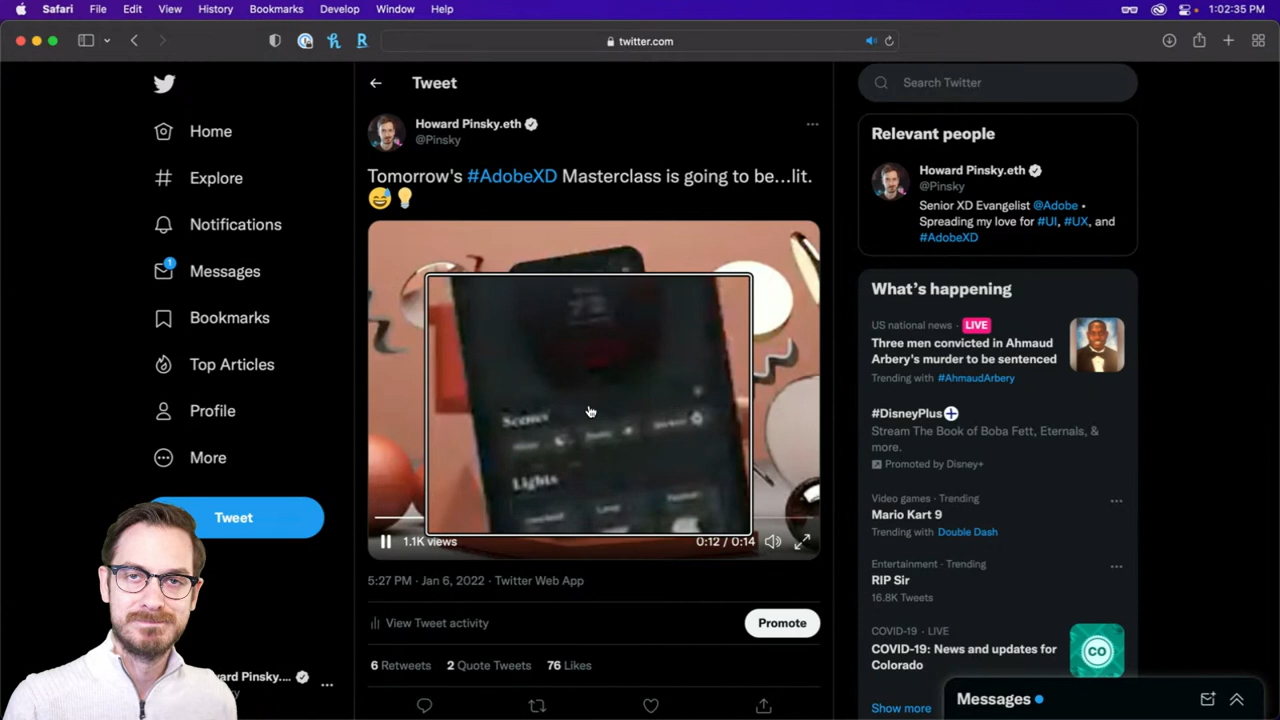 Safari File Edit View History Bookmarks Develop Window Help 1:02:35 PM
twitter.com
Home
Explore
Notifications
1
Messages
Bookmarks
Top Articles
Profile
More
Tweet
rd Pinsky....
Tweet
Howard Pinsky.eth
@Pinsky
Tomorrow's #AdobeXD Masterclass is going to be...lit.
😅💡
Scenes
Lights
1.1K views 0:12 / 0:14
5:27 PM · Jan 6, 2022 · Twitter Web App
View Tweet activity Promote
6 Retweets 2 Quote Tweets 76 Likes
Search Twitter
Relevant people
Howard Pinsky.eth
@Pinsky
Senior XD Evangelist @Adobe •
Spreading my love for #UI, #UX, and
#AdobeXD
What's happening
US national news · LIVE
Three men convicted in Ahmaud
Arbery's murder to be sentenced
Trending with #AhmaudArbery
#DisneyPlus
Stream The Book of Boba Fett, Eternals, &
more.
Promoted by Disney+
Video games · Trending
Mario Kart 9
Trending with Double Dash
Entertainment · Trending
RIP Sir
16.8K Tweets
COVID-19 · LIVE
COVID-19: News and updates for
Colorado
CO
Show more
Messages